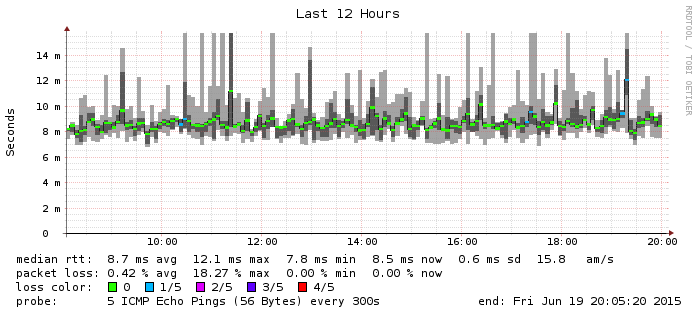 Last 12 Hours
RRDTOOL / TOBI OETIKER
Seconds
14 m
12 m
10 m
8 m
6 m
4 m
2 m
0
10:00 12:00 14:00 16:00 18:00 20:00
median rtt: 8.7 ms avg 12.1 ms max 7.8 ms min 8.5 ms now 0.6 ms sd 15.8 am/s
packet loss: 0.42 % avg 18.27 % max 0.00 % min 0.00 % now
loss color: 0 1/5 2/5 3/5 4/5
probe: 5 ICMP Echo Pings (56 Bytes) every 300s end: Fri Jun 19 20:05:20 2015